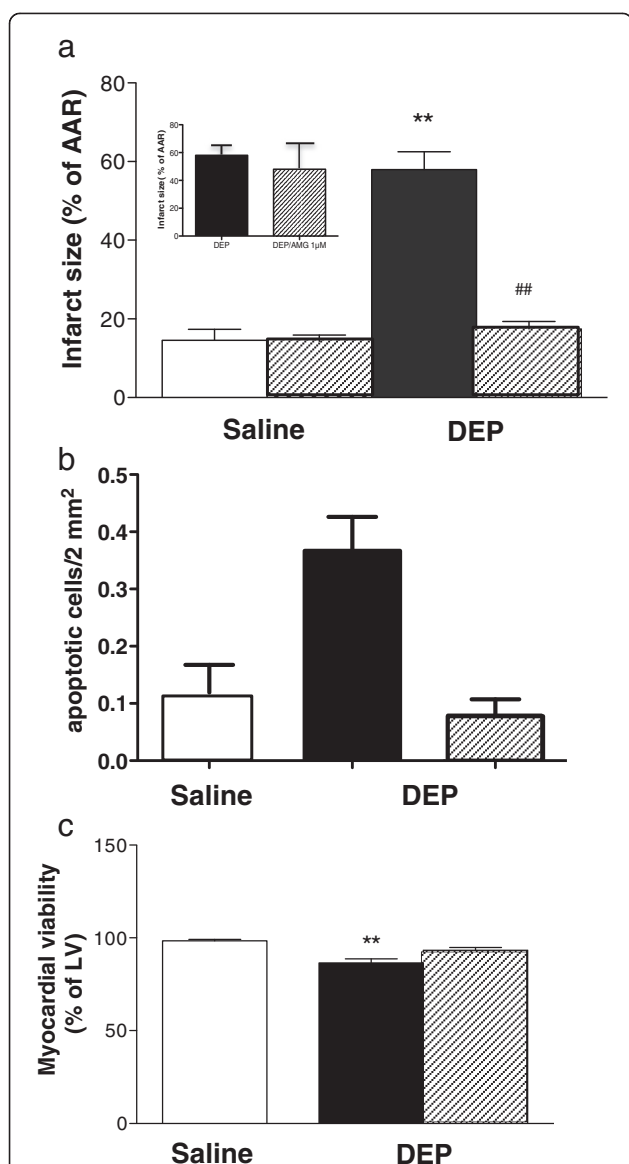 a
Infarct size (% of AAR)
80
60
40
20
0
**
##
Infarct size( % of AAR)
80
60
40
20
0
DEP
DEP/AMG 1µM
Saline
DEP
b
apoptotic cells/2 mm²
0.5
0.4
0.3
0.2
0.1
0.0
Saline
DEP
c
Myocardial viability
(% of LV)
150
100
50
0
**
Saline
DEP